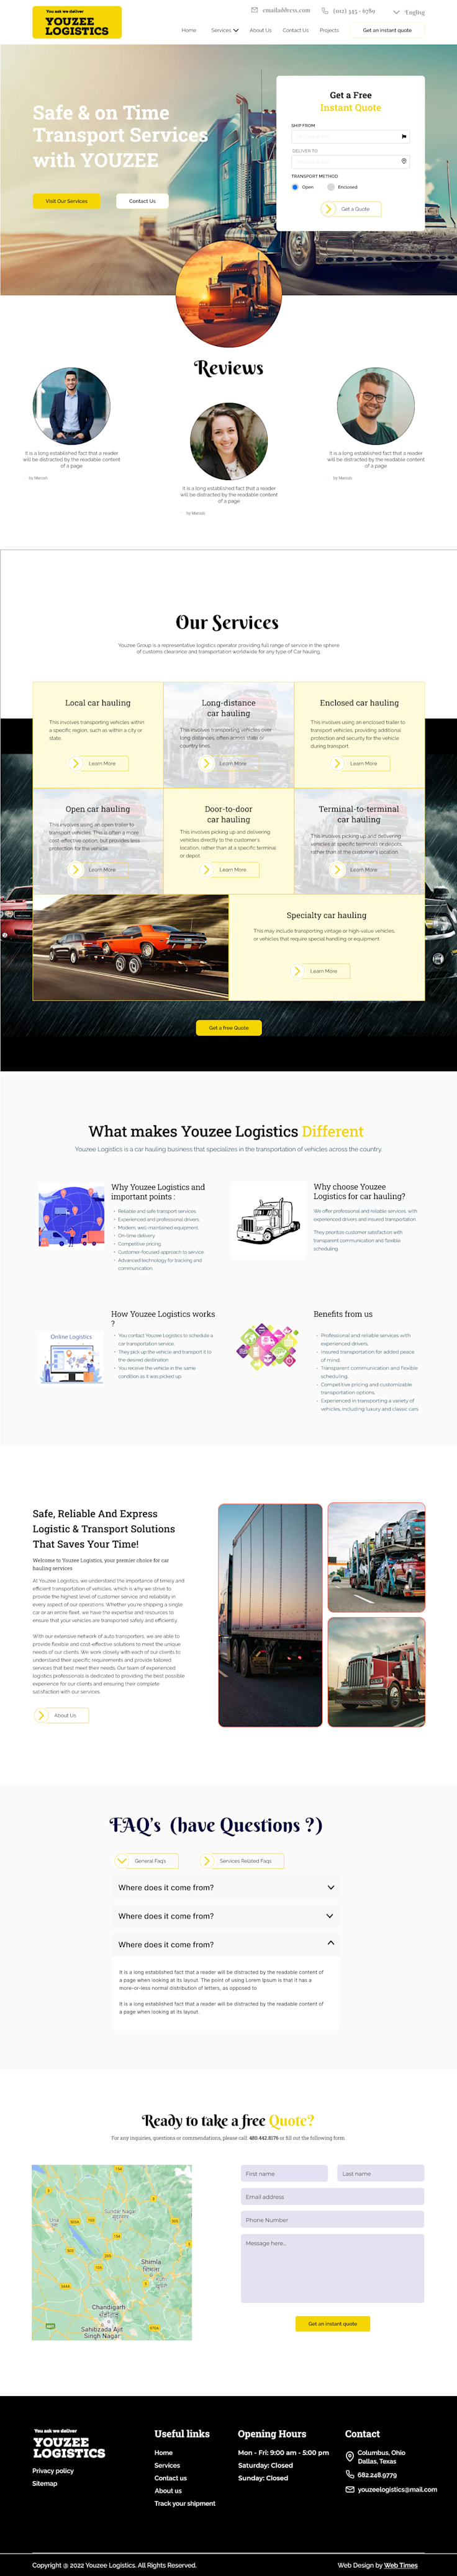 You ask we deliver
YOUZEE
LOGISTICS
emailaddress.com
(012) 345 - 6789
Englisg
Home
Services
About Us
Contact Us
Projects
Get an instant quote
Safe & on Time
Transport Services
with YOUZEE
Visit Our Services
Contact Us
Get a Free
Instant Quote
SHIP FROM
DELIVER TO
TRANSPORT METHOD
Open
Enclosed
Get a Quote
Reviews
It is a long established fact that a reader
will be distracted by the readable content
of a page
It is a long established fact that a reader
will be distracted by the readable content
of a page
It is a long established fact that a reader
will be distracted by the readable content
of a page
Our Services
Youzee Group is a representative logistics operator providing full range of service in the sphere
of customs clearance and transportation worldwide for any type of Car hauling
Local car hauling
This involves transporting vehicles within
a specific region, such as within a city or
state.
Learn More
Long-distance
car hauling
This involves transporting vehicles over
long distances, often across state or
country lines.
Learn More
Enclosed car hauling
This involves using an enclosed trailer to
transport vehicles, providing additional
protection and security for the vehicle
during transport.
Learn More
Open car hauling
This involves using an open trailer to
transport vehicles. This is often a more
cost-effective option, but provides less
protection for the vehicle.
Learn More
Door-to-door
car hauling
This involves picking up and delivering
vehicles directly to the customer's
location, rather than at a specific terminal
or depot.
Learn More
Terminal-to-terminal
car hauling
This involves picking up and delivering
vehicles at specific terminals or depots,
rather than at the customer's location.
Learn More
Specialty car hauling
This may include transporting vintage or high-value vehicles,
or vehicles that require special handling or equipment.
Learn More
Get a free Quote
What makes Youzee Logistics Different
Youzee Logistics is a car hauling business that specializes in the transportation of vehicles across the country.
Why Youzee Logistics and
important points :
Reliable and safe transport services.
Experienced and professional drivers.
Modern, well-maintained equipment.
On-time delivery.
Competitive pricing.
Customer-focused approach to service.
Advanced technology for tracking and
communication.
Why choose Youzee
Logistics for car hauling?
We offer professional and reliable services, with
experienced drivers and insured transportation
They prioritize customer satisfaction with
transparent communication and flexible
scheduling
How Youzee Logistics works
?
Online Logistics
You contact Youzee Logistics to schedule a
car transportation service.
They pick up the vehicle and transport it to
the desired destination.
You receive the vehicle in the same
condition as it was picked up.
Benefits from us
Professional and reliable services with
experienced drivers.
Insured transportation for added peace
of mind.
Transparent communication and flexible
scheduling.
Competitive pricing and customizable
transportation options.
Experienced in transporting a variety of
vehicles, including luxury and classic cars
Safe, Reliable And Express
Logistic & Transport Solutions
That Saves Your Time!
Welcome to Youzee Logistics, your premier choice for car
hauling services
At Youzee Logistics, we understand the importance of timely and
efficient transportation of vehicles, which is why we strive to
provide the highest level of customer service and reliability in
every aspect of our operations. Whether you're shipping a single
car or an entire fleet, we have the expertise and resources to
ensure that your vehicles are transported safely and efficiently.
With our extensive network of auto transporters, we are able to
provide flexible and cost-effective solutions to meet the unique
needs of our clients. We work closely with each of our clients to
understand their specific requirements and provide tailored
services that best meet their needs. Our team of experienced
logistics professionals is dedicated to providing the best possible
experience for our clients and ensuring their complete
satisfaction with our services.
About Us
FAQ's (have Questions ?)
General Faqs
Services Related Faqs
Where does it come from?
Where does it come from?
Where does it come from?
It is a long established fact that a reader will be distracted by the readable content of
a page when looking at its layout. The point of using Lorem Ipsum is that it has a
more-or-less normal distribution of letters, as opposed to
It is a long established fact that a reader will be distracted by the readable content of
a page when looking at its layout.
Ready to take a free Quote?
For any inquiries, questions or commendations, please call: 480.442.8176 or fill out the following form.
Sundar Nagar
Shimla
Chandigarh
Sahibzada Ajit
Singh Nagar
First name
Last name
Email address
Phone Number
Message here...
Get an instant quote
You ask we deliver
YOUZEE
LOGISTICS
Privacy policy
Sitemap
Useful links
Home
Services
Contact us
About us
Track your shipment
Opening Hours
Mon - Fri: 9:00 am - 5:00 pm
Saturday: Closed
Sunday: Closed
Contact
Columbus, Ohio
Dallas, Texas
682.248.9779
youzeelogistics@mail.com
Copyright @ 2022 Youzee Logistics. All Rights Reserved.
Web Design by Web Times